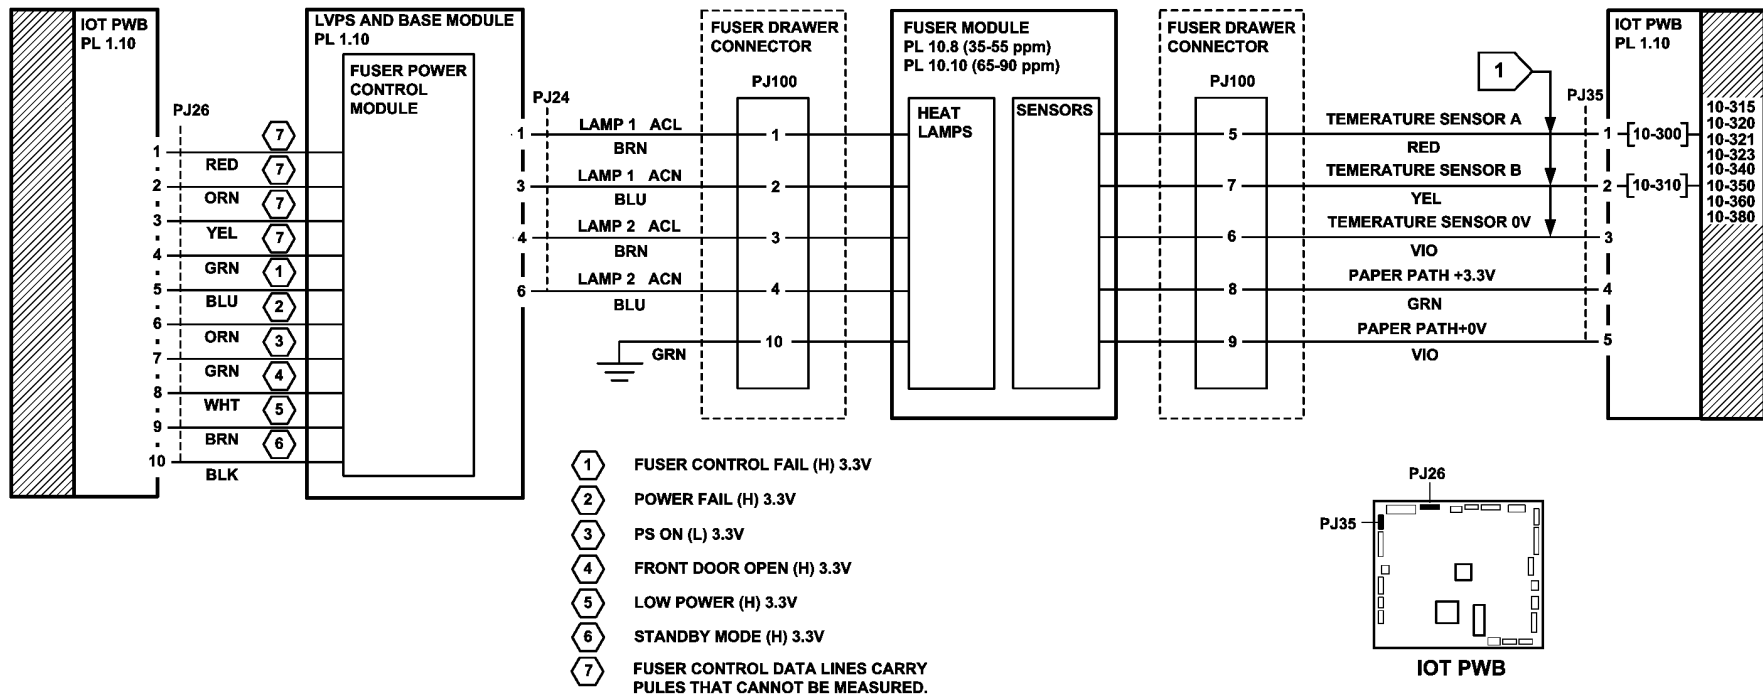 IOT PWB
PL 1.10
PJ26
1
2
3
4
5
6
7
8
9
10
RED
ORN
YEL
GRN
BLU
ORN
GRN
WHT
BRN
BLK
7
7
7
7
1
2
3
4
5
6
LVPS AND BASE MODULE
PL 1.10
FUSER POWER
CONTROL
MODULE
PJ24
1
3
4
6
LAMP 1 ACL
BRN
LAMP 1 ACN
BLU
LAMP 2 ACL
BRN
LAMP 2 ACN
BLU
GRN
FUSER DRAWER
CONNECTOR
PJ100
1
2
3
4
10
FUSER MODULE
PL 10.8 (35-55 ppm)
PL 10.10 (65-90 ppm)
HEAT
LAMPS
SENSORS
FUSER DRAWER
CONNECTOR
PJ100
5
7
6
8
9
1
TEMERATURE SENSOR A
RED
TEMERATURE SENSOR B
YEL
TEMERATURE SENSOR 0V
VIO
PAPER PATH +3.3V
GRN
PAPER PATH+0V
VIO
PJ35
IOT PWB
PL 1.10
1
2
3
4
5
10-300
10-310
10-315
10-320
10-321
10-323
10-340
10-350
10-360
10-380
1 FUSER CONTROL FAIL (H) 3.3V
2 POWER FAIL (H) 3.3V
3 PS ON (L) 3.3V
4 FRONT DOOR OPEN (H) 3.3V
5 LOW POWER (H) 3.3V
6 STANDBY MODE (H) 3.3V
7 FUSER CONTROL DATA LINES CARRY
PULES THAT CANNOT BE MEASURED.
PJ26
PJ35
IOT PWB